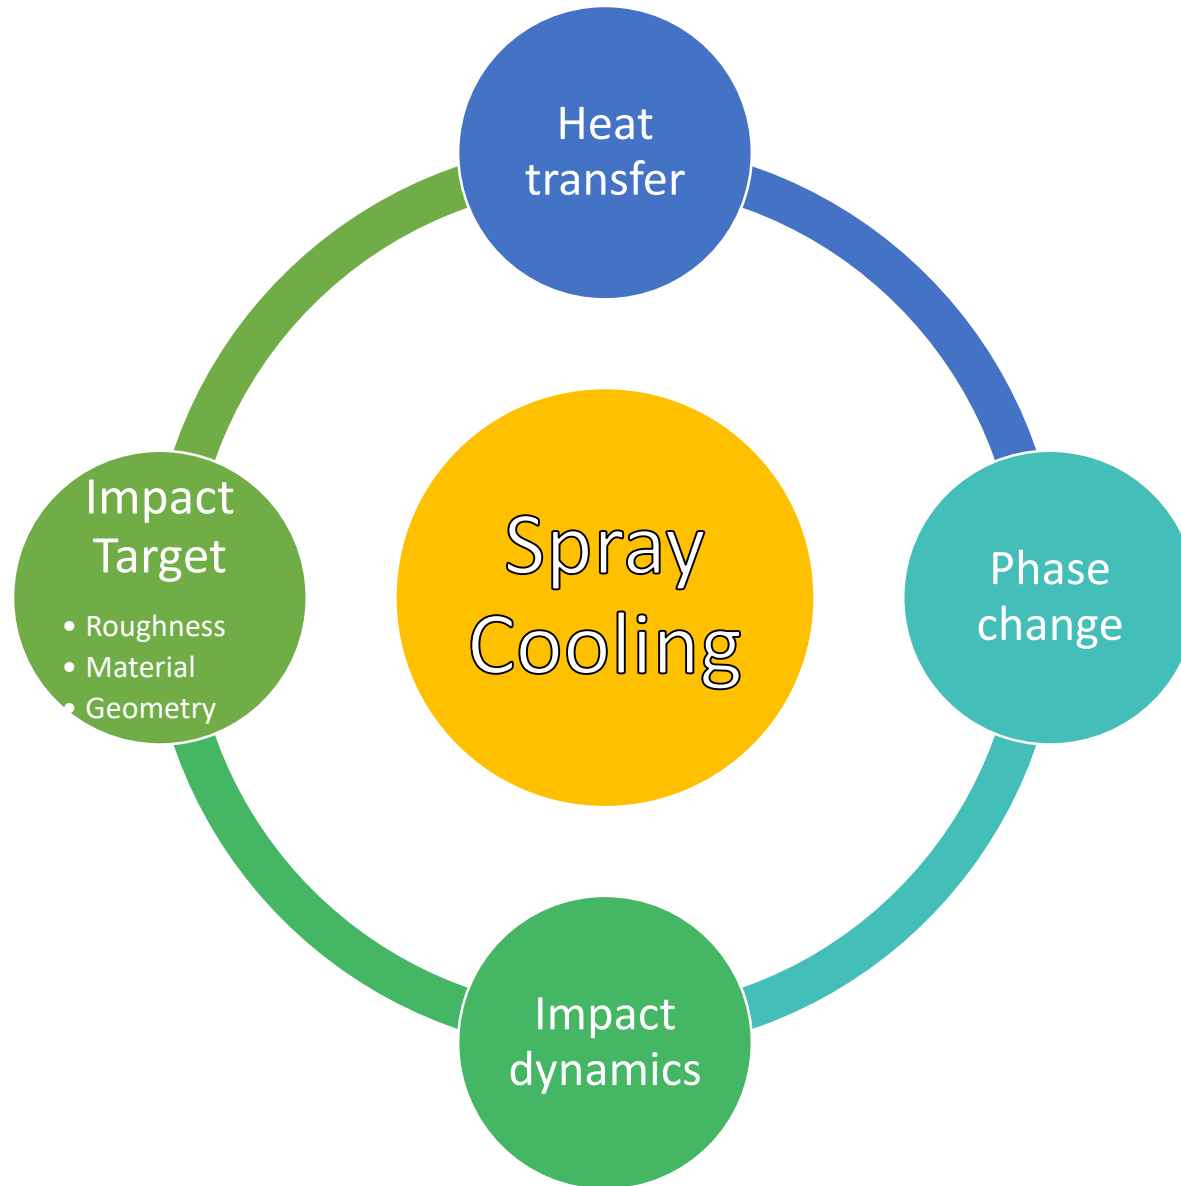 Heat
transfer
Impact
Target
• Roughness
• Material
• Geometry
Spray
Cooling
Phase
change
Impact
dynamics